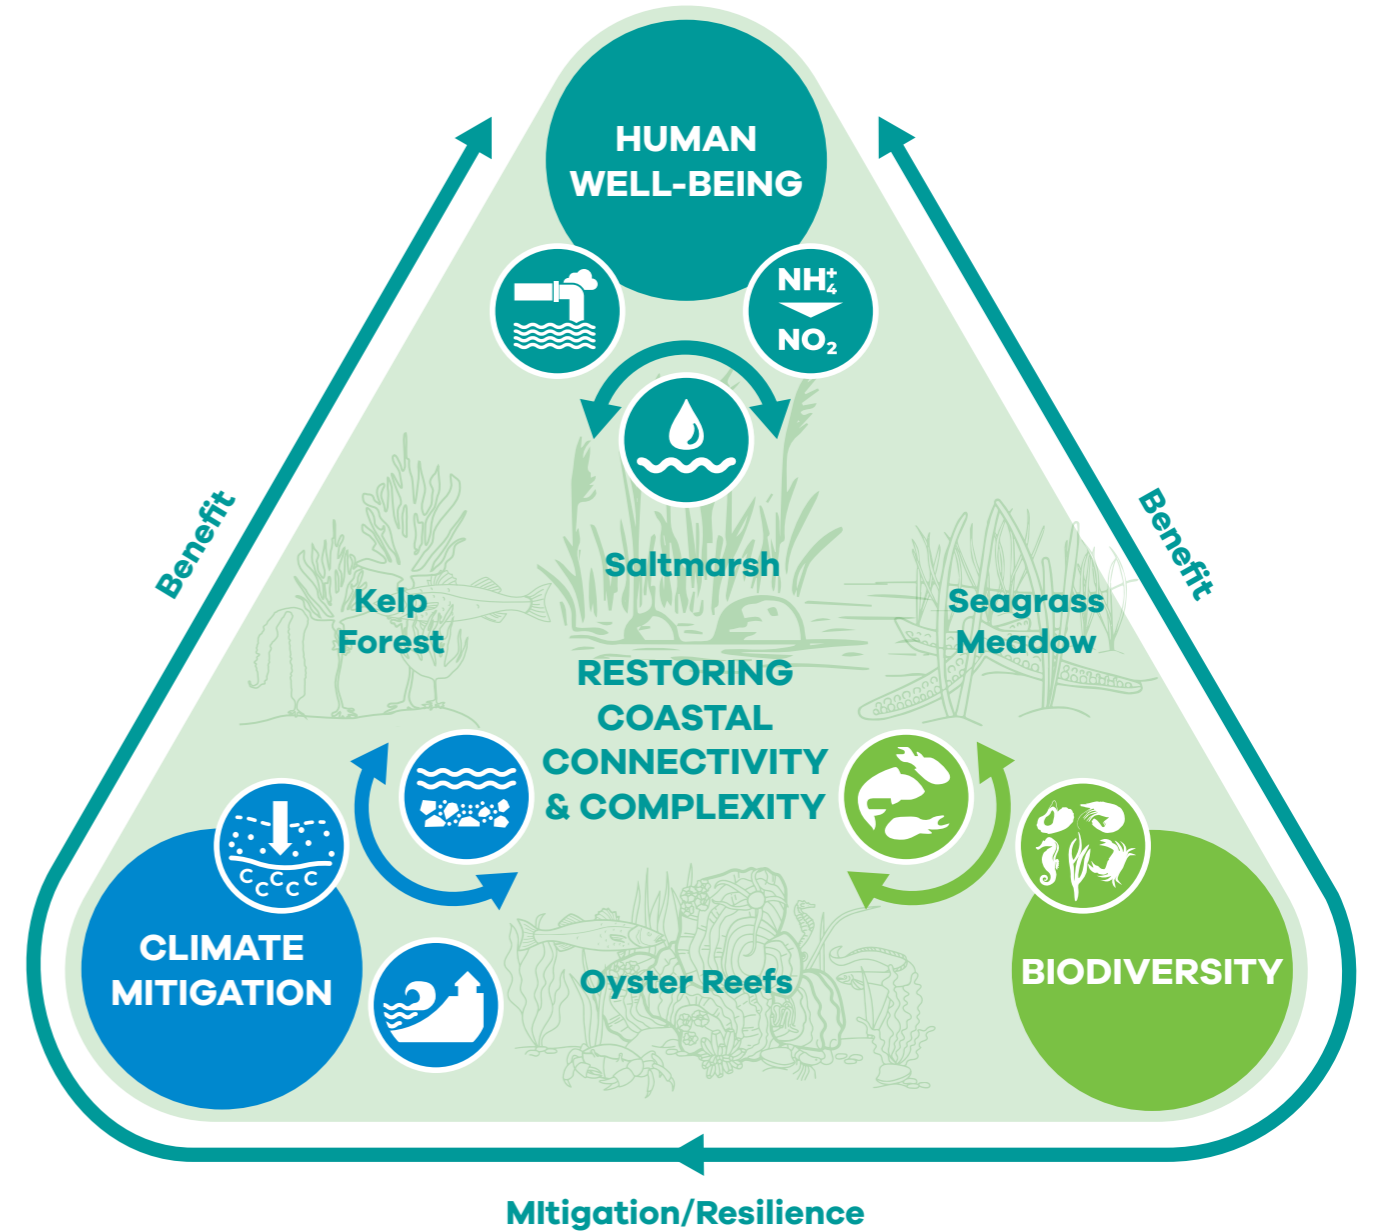 HUMAN
WELL-BEING
NH₄⁺
NO₂
Benefit
Benefit
Saltmarsh
Kelp
Forest
Seagrass
Meadow
RESTORING
COASTAL
CONNECTIVITY
& COMPLEXITY
C C C C C
CLIMATE
MITIGATION
BIODIVERSITY
Oyster Reefs
MItigation/Resilience